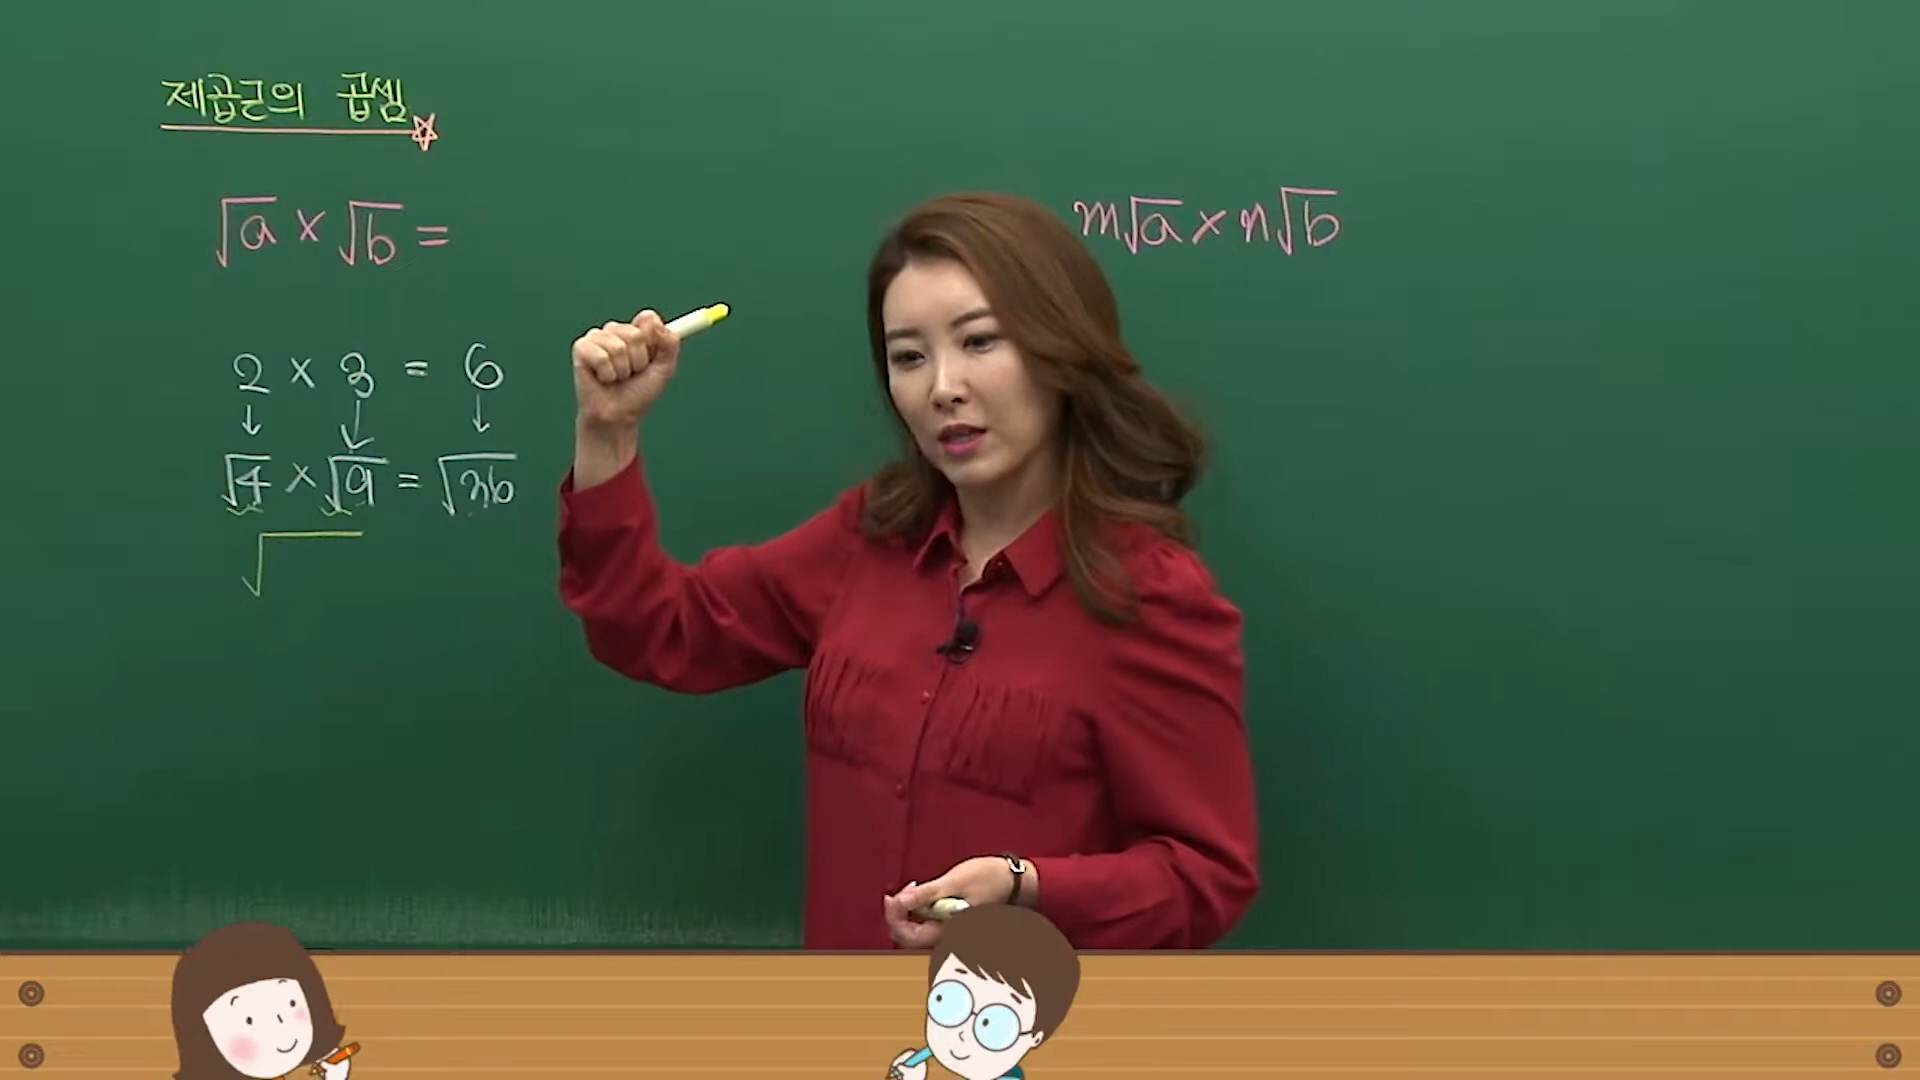 제곱근의 곱셈
√a × √b =
m√a × n√b
2 × 3 = 6
↓ ↓ ↓
√4 × √9 = √36
√